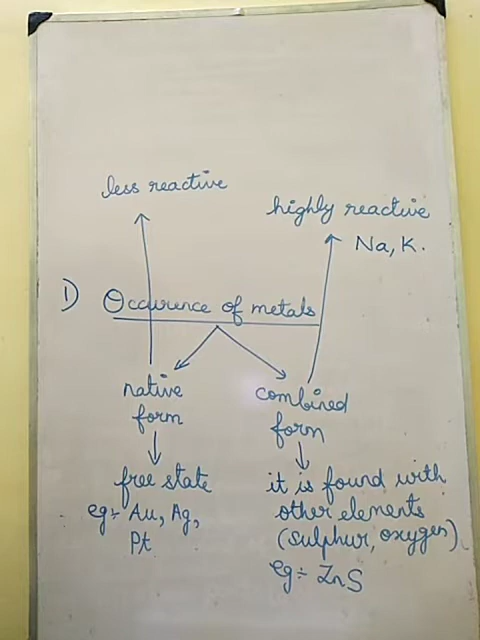 less reactive
highly reactive
Na, K.
1) Occurence of metals
native
form
combined
form
free state
eg:- Au, Ag,
Pt
it is found with
other elements
(sulphur, oxygen)
eg:- ZnS